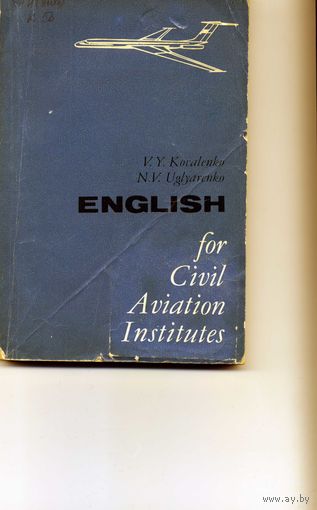 V. Y. Kovalenko
N. V. Uglyarenko
ENGLISH
for
Civil
Aviation
Institutes
www.ay.by